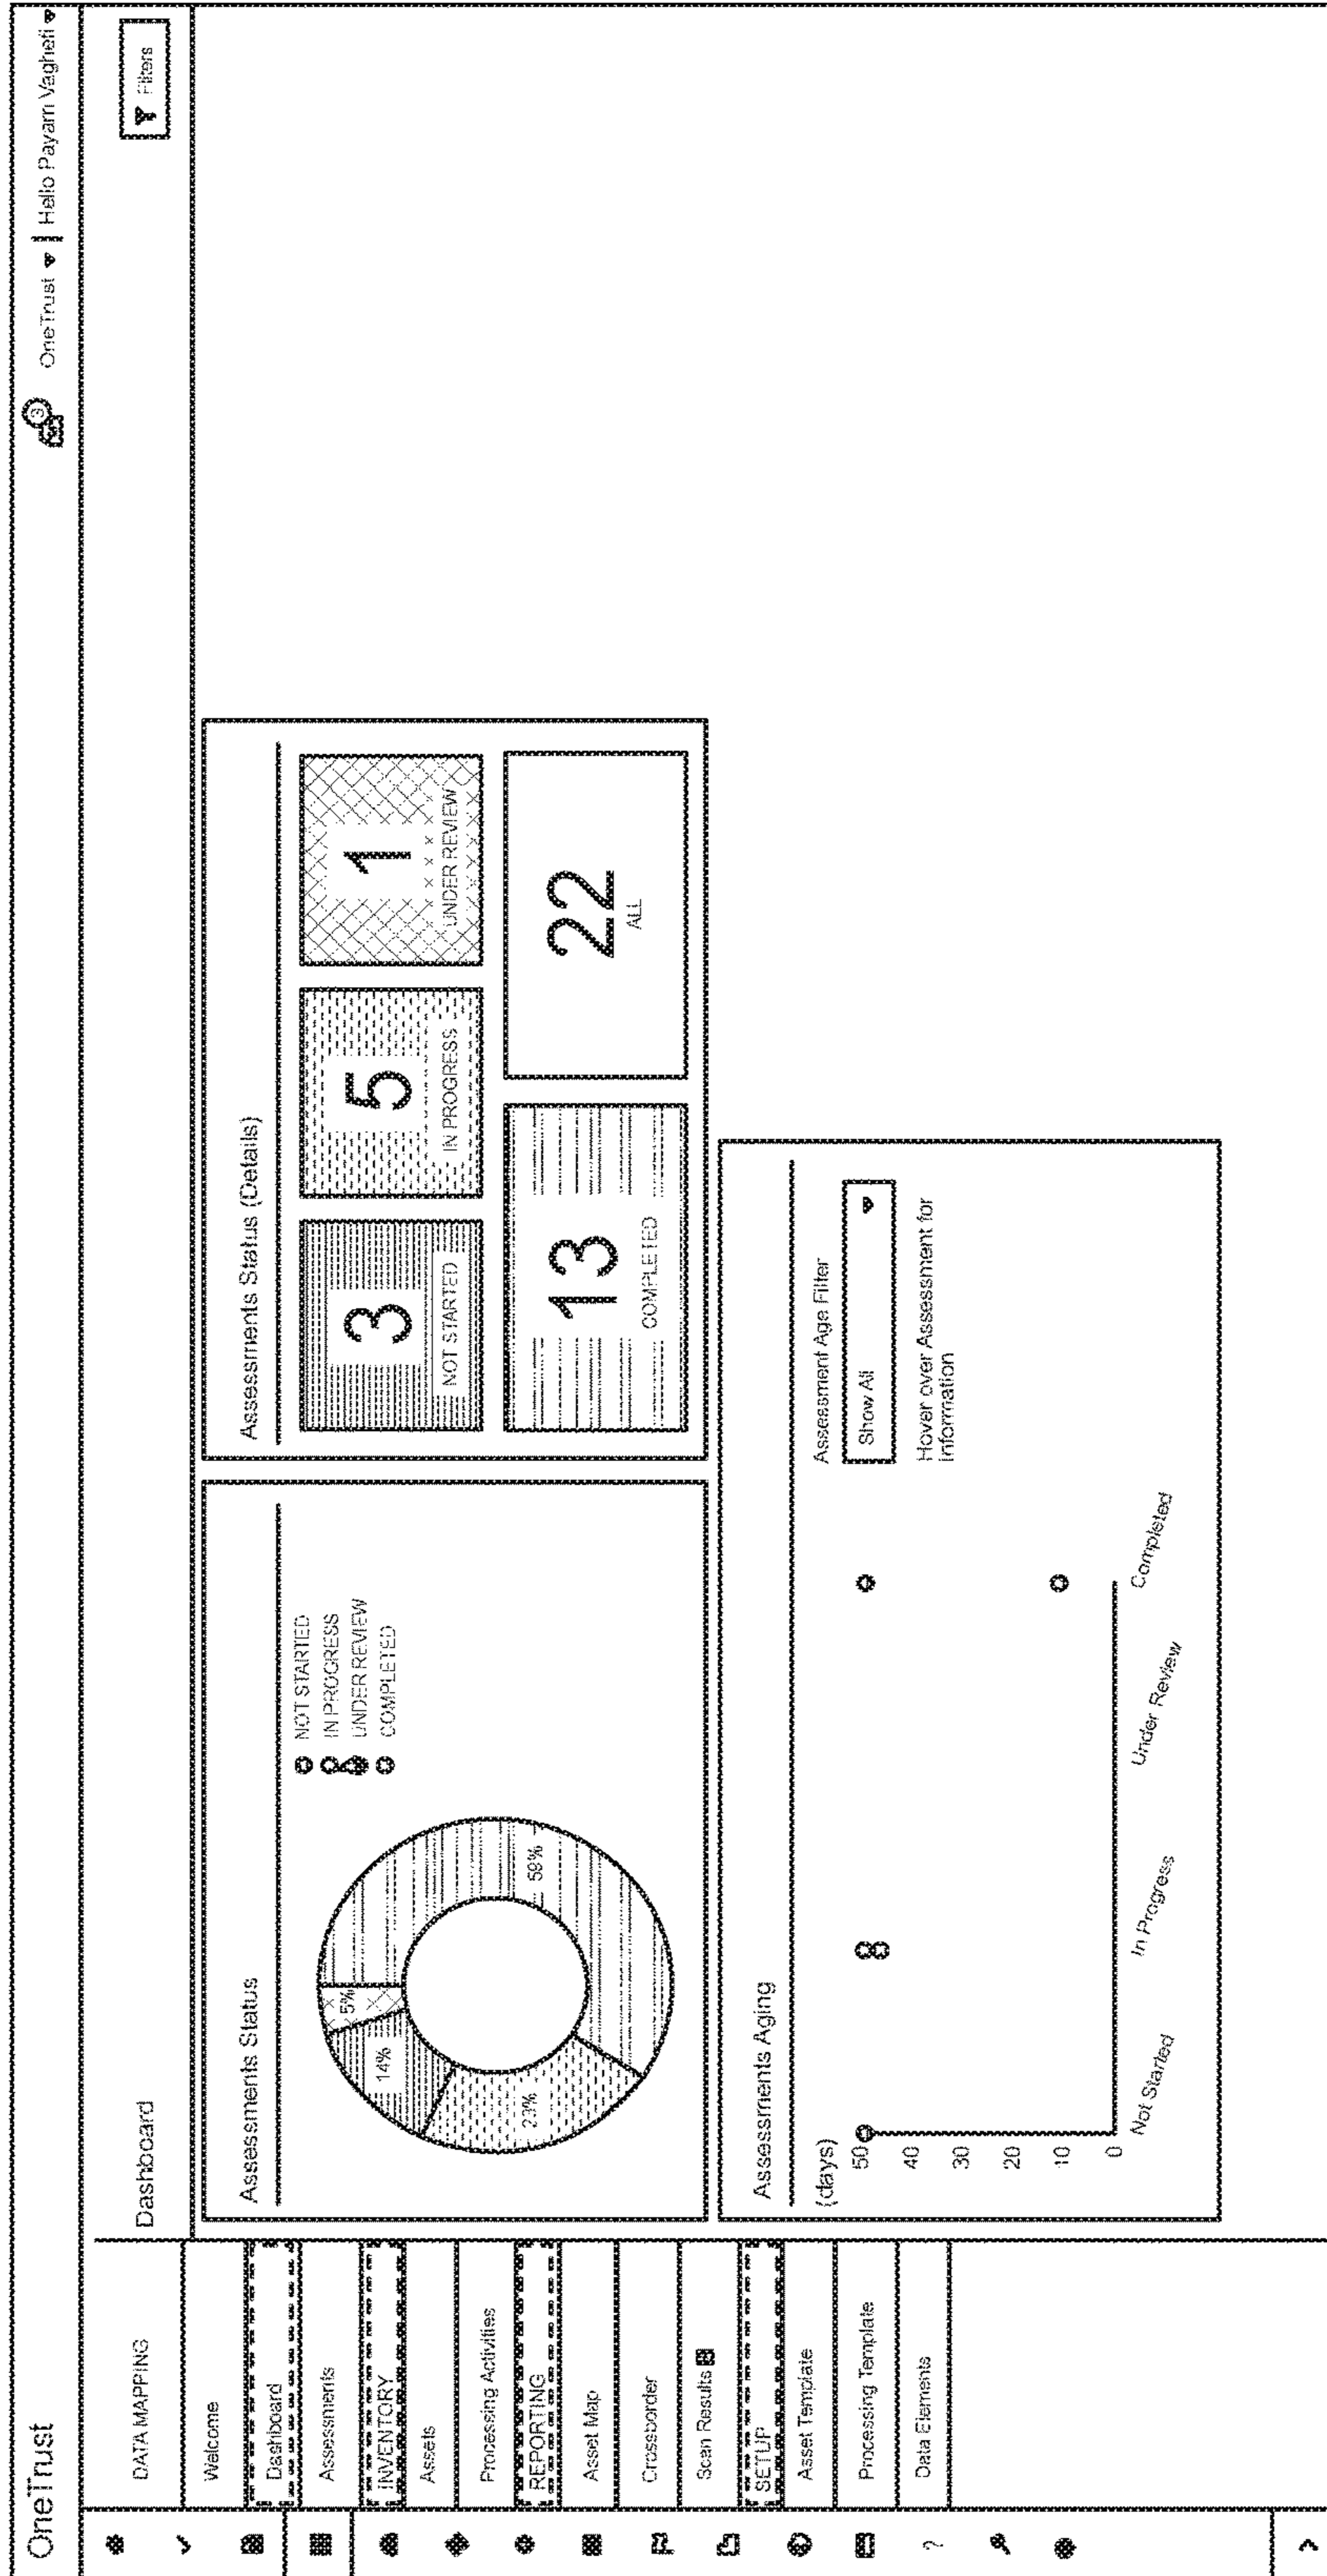 OneTrust
3
OneTrust | Hello Payam Vagheti
DATA MAPPING
Welcome
Dashboard
Assessments
INVENTORY
Assets
Processing Activities
REPORTING
Asset Map
Crossborder
Scan Results
SETUP
Asset Template
Processing Template
Data Elements
?
Dashboard
Filters
Assessments Status
5%
14%
23%
59%
NOT STARTED
IN PROGRESS
UNDER REVIEW
COMPLETED
Assessments Status (Details)
3
NOT STARTED
5
IN PROGRESS
1
UNDER REVIEW
13
COMPLETED
22
ALL
Assessments Aging
(days)
50
40
30
20
10
0
Not Started
In Progress
Under Review
Completed
Assessment Age Filter
Show All
Hover over Assessment for
information